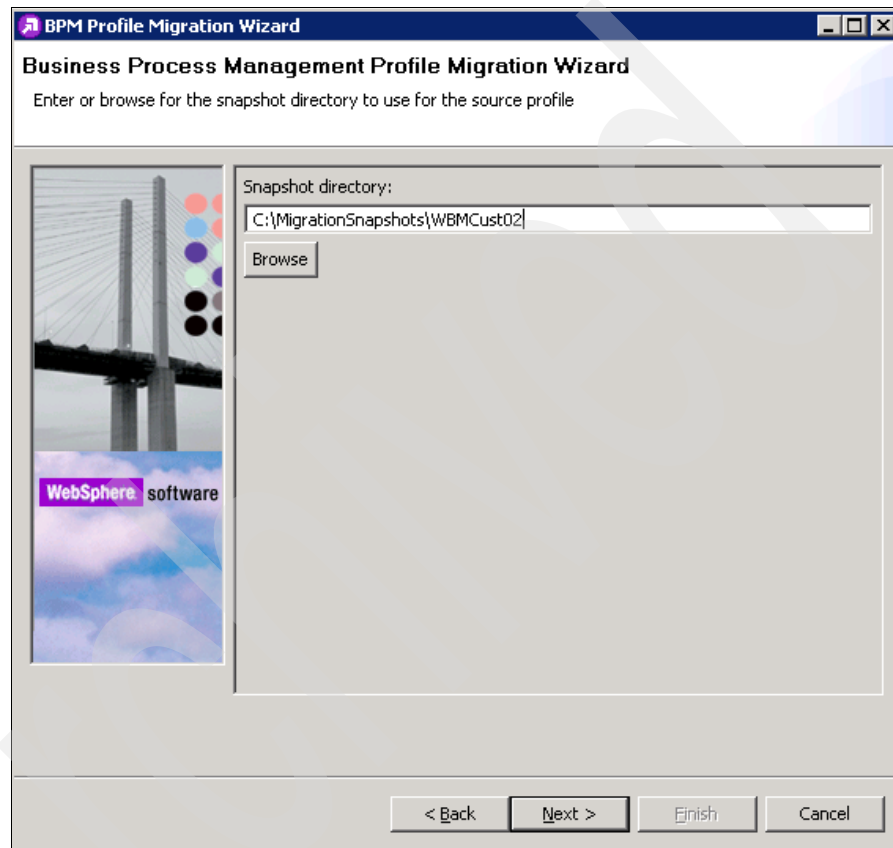 BPM Profile Migration Wizard
Business Process Management Profile Migration Wizard
Enter or browse for the snapshot directory to use for the source profile
Snapshot directory:
C:\MigrationSnapshots\WBMCust02
Browse
WebSphere software
< Back Next > Finish Cancel